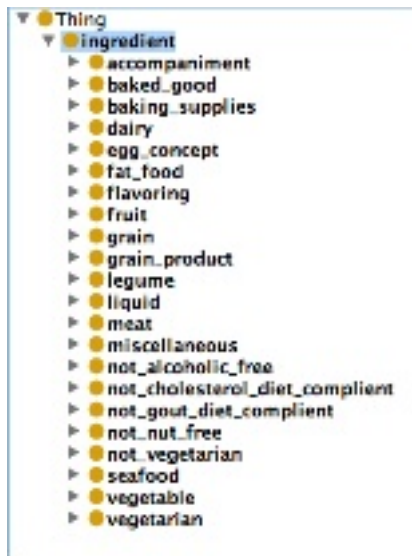 Thing
ingredient
accompaniment
baked_good
baking_supplies
dairy
egg_concept
fat_food
flavoring
fruit
grain
grain_product
legume
liquid
meat
miscellaneous
not_alcoholic_free
not_cholesterol_diet_complient
not_gout_diet_complient
not_nut_free
not_vegetarian
seafood
vegetable
vegetarian